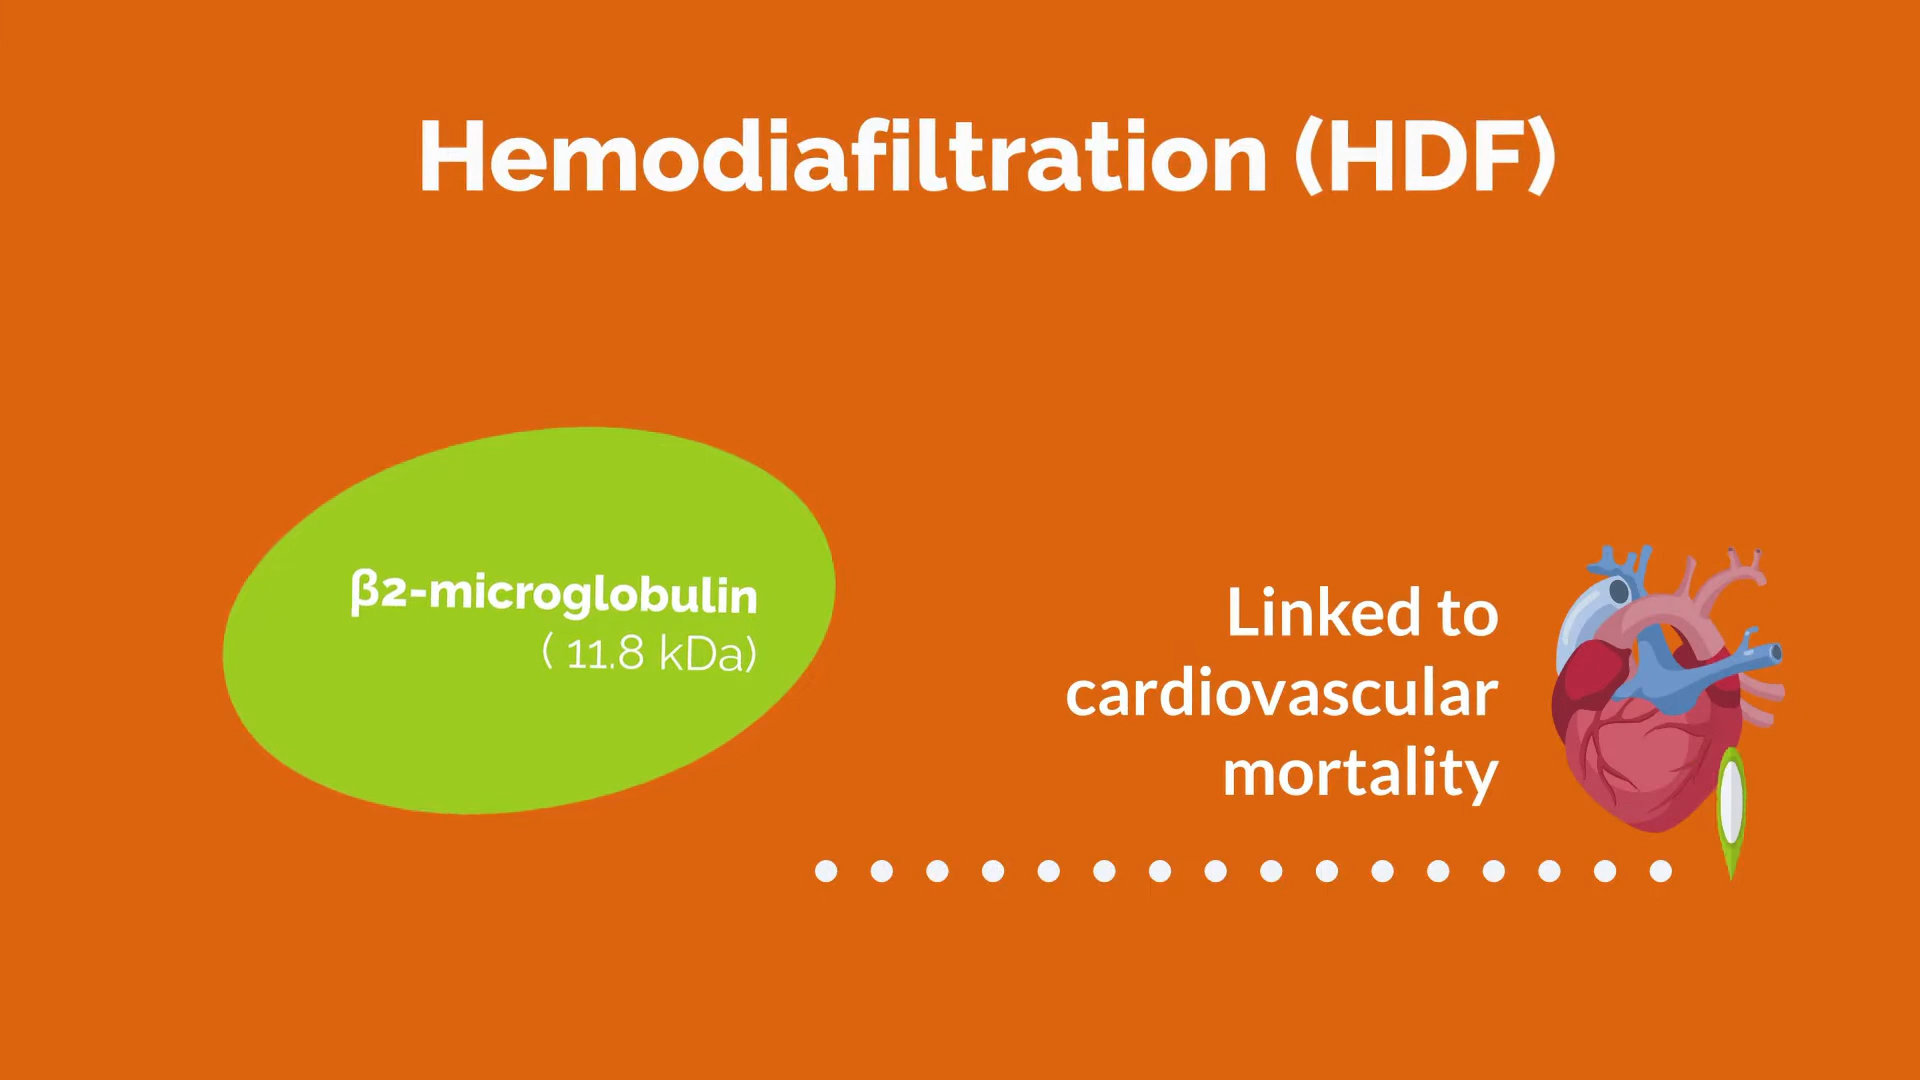 Hemodiafiltration (HDF)
β2-microglobulin
( 11.8 kDa)
Linked to
cardiovascular
mortality